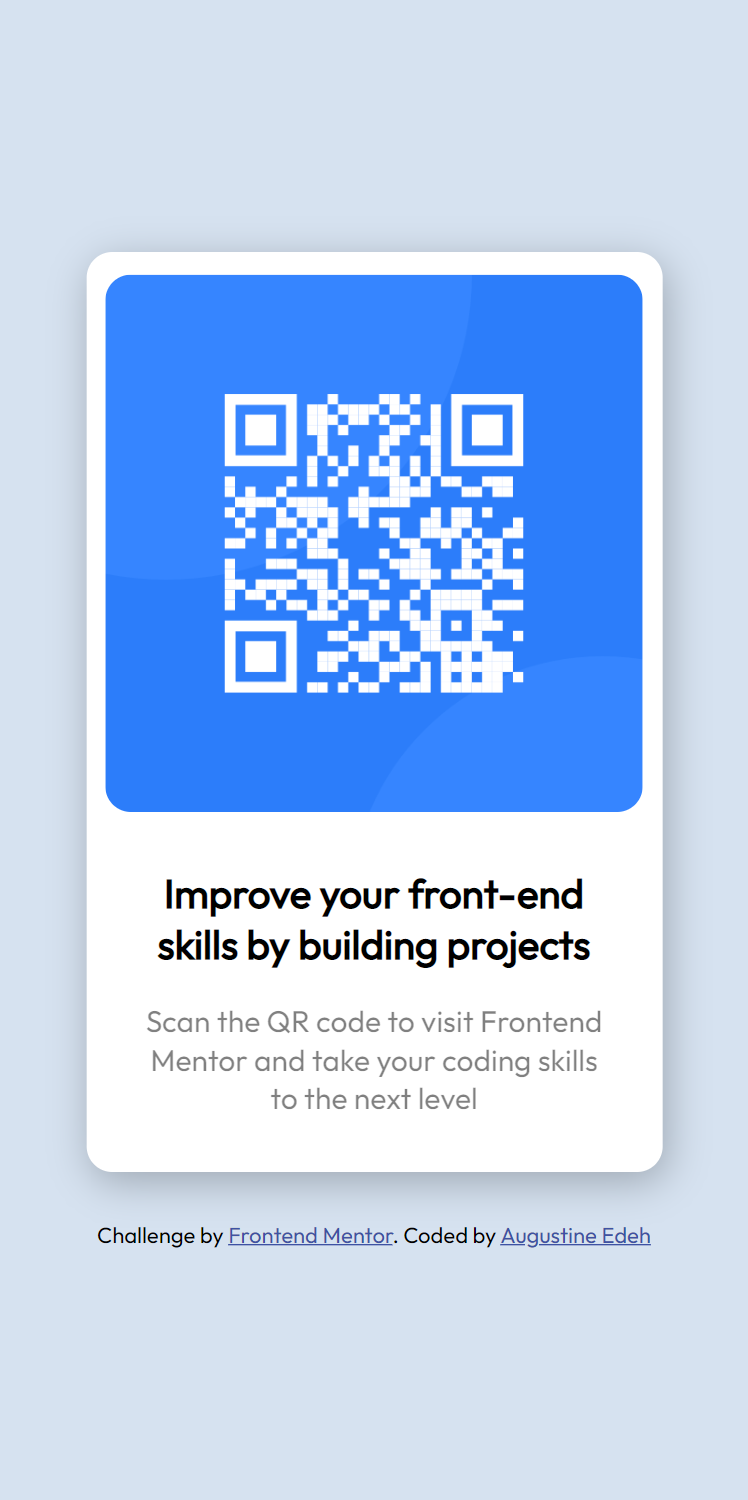 Improve your front-end
skills by building projects
Scan the QR code to visit Frontend
Mentor and take your coding skills
to the next level
Challenge by Frontend Mentor. Coded by Augustine Edeh